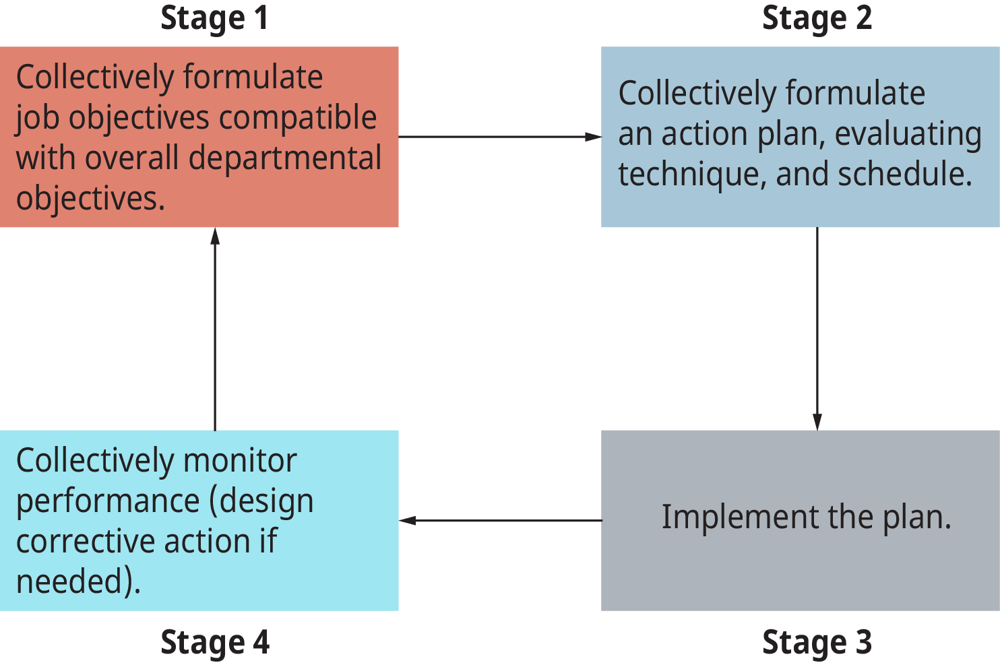 Stage 1
Collectively formulate
job objectives compatible
with overall departmental
objectives.
Stage 2
Collectively formulate
an action plan, evaluating
technique, and schedule.
Implement the plan.
Stage 3
Collectively monitor
performance (design
corrective action if
needed).
Stage 4